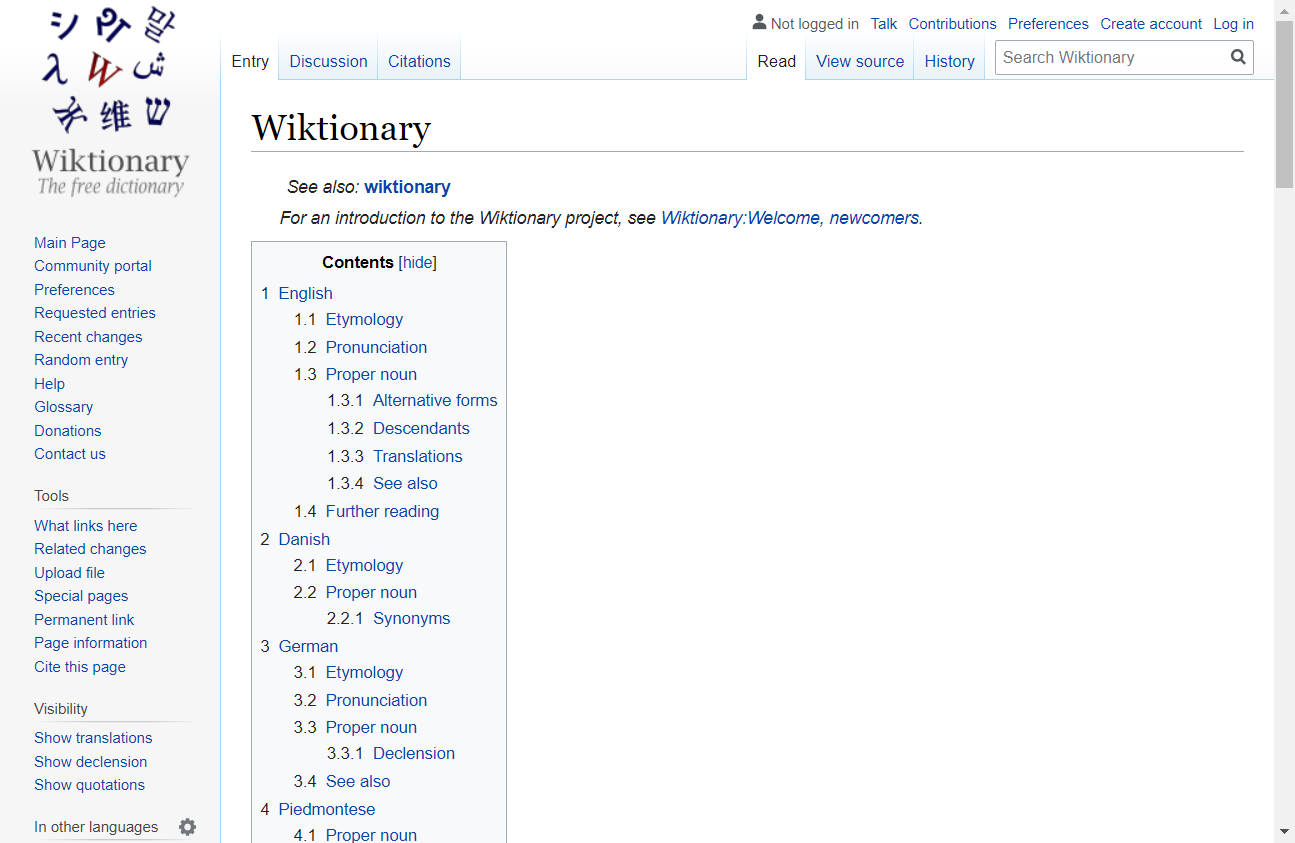 Wiktionary
The free dictionary
Not logged in Talk Contributions Preferences Create account Log in
Entry Discussion Citations Read View source History Search Wiktionary
Wiktionary
See also: wiktionary
For an introduction to the Wiktionary project, see Wiktionary:Welcome, newcomers.
Contents [hide]
1 English
1.1 Etymology
1.2 Pronunciation
1.3 Proper noun
1.3.1 Alternative forms
1.3.2 Descendants
1.3.3 Translations
1.3.4 See also
1.4 Further reading
2 Danish
2.1 Etymology
2.2 Proper noun
2.2.1 Synonyms
3 German
3.1 Etymology
3.2 Pronunciation
3.3 Proper noun
3.3.1 Declension
3.4 See also
4 Piedmontese
4.1 Proper noun
Main Page
Community portal
Preferences
Requested entries
Recent changes
Random entry
Help
Glossary
Donations
Contact us
Tools
What links here
Related changes
Upload file
Special pages
Permanent link
Page information
Cite this page
Visibility
Show translations
Show declension
Show quotations
In other languages